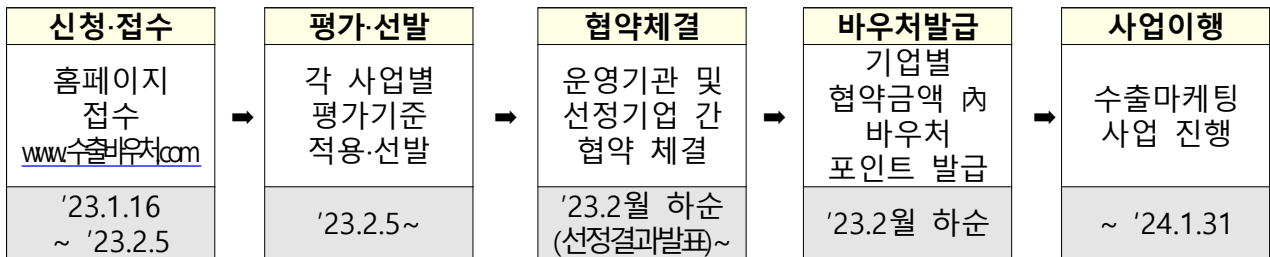 신청·접수
홈페이지
접수
www.수출바우처.com
'23.1.16
~ '23.2.5
➡
평가·선발
각 사업별
평가기준
적용·선발
'23.2.5~
➡
협약체결
운영기관 및
선정기업 간
협약 체결
'23.2월 하순
(선정결과발표)~
➡
바우처발급
기업별
협약금액 內
바우처
포인트 발급
'23.2월 하순
➡
사업이행
수출마케팅
사업 진행
~ '24.1.31